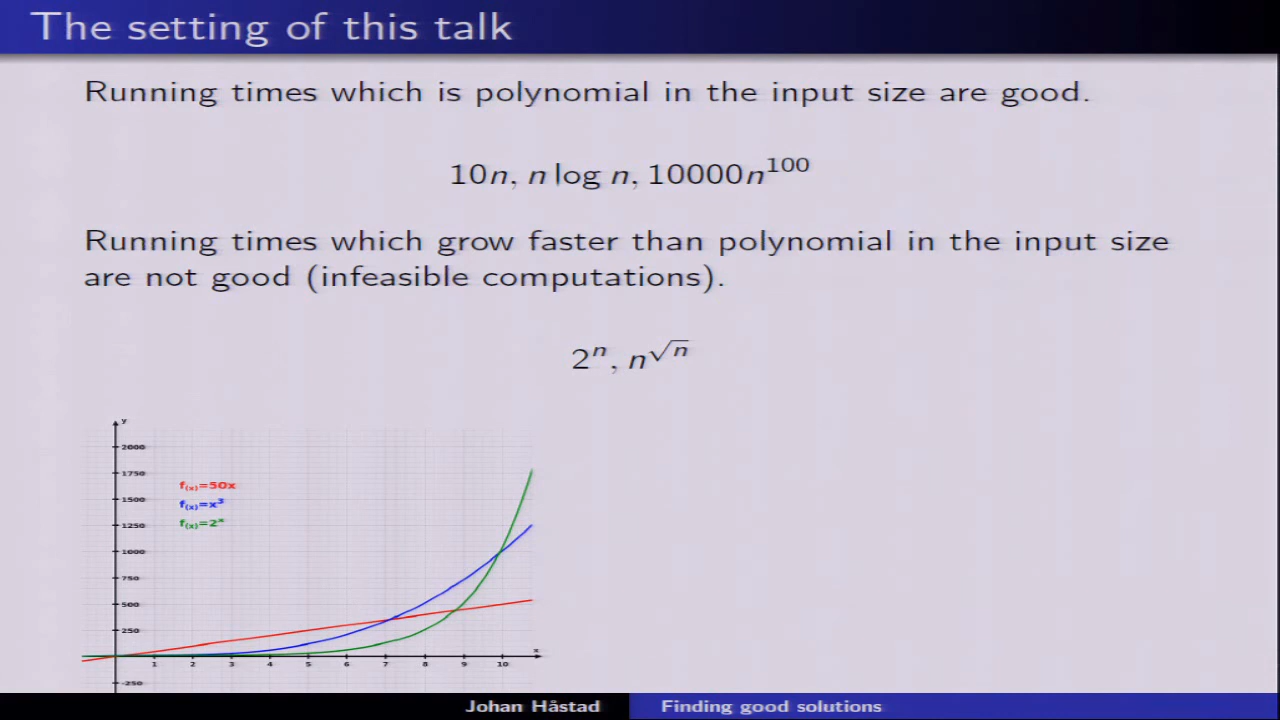 The setting of this talk
Running times which is polynomial in the input size are good.
10n, n log n, 10000n^100
Running times which grow faster than polynomial in the input size
are not good (infeasible computations).
2^n, n^√n
y
2000
1750
f(x)=50x
1500
f(x)=x³
1250
f(x)=2ˣ
1000
750
500
250
x
1 2 3 4 5 6 7 8 9 10
-250
Johan Håstad Finding good solutions